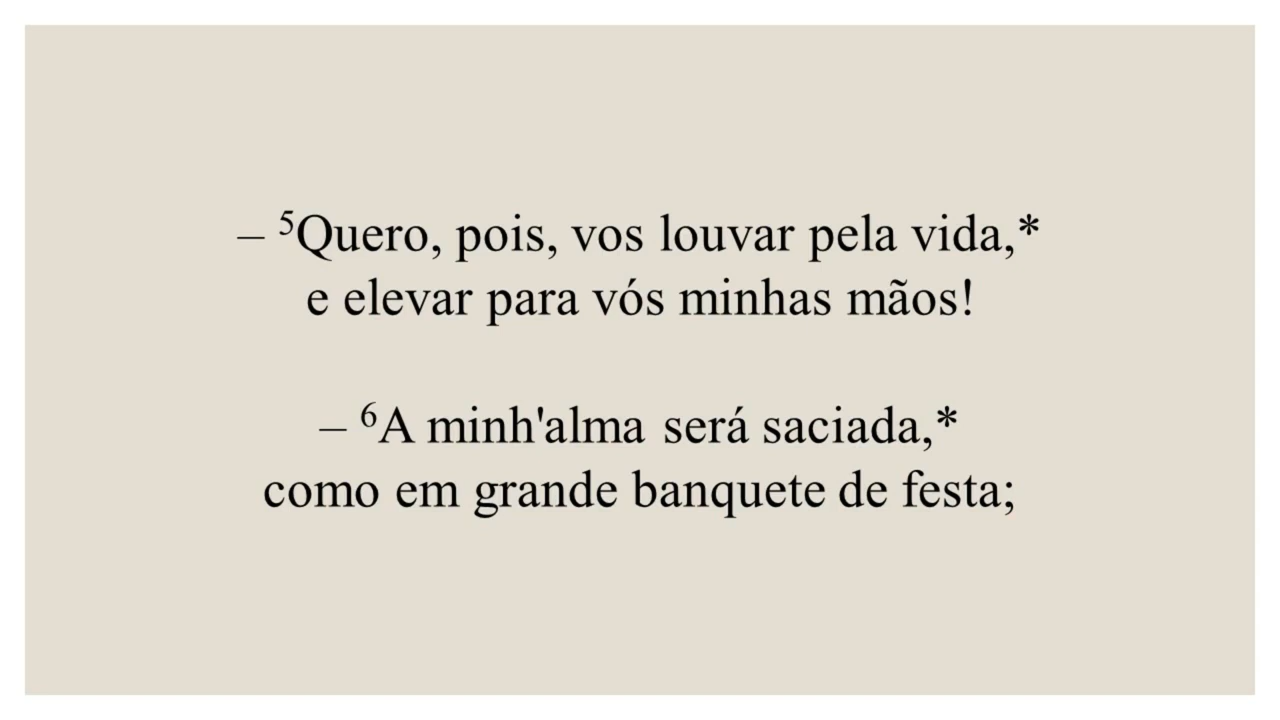 – ⁵Quero, pois, vos louvar pela vida,*
e elevar para vós minhas mãos!
– ⁶A minh'alma será saciada,*
como em grande banquete de festa;